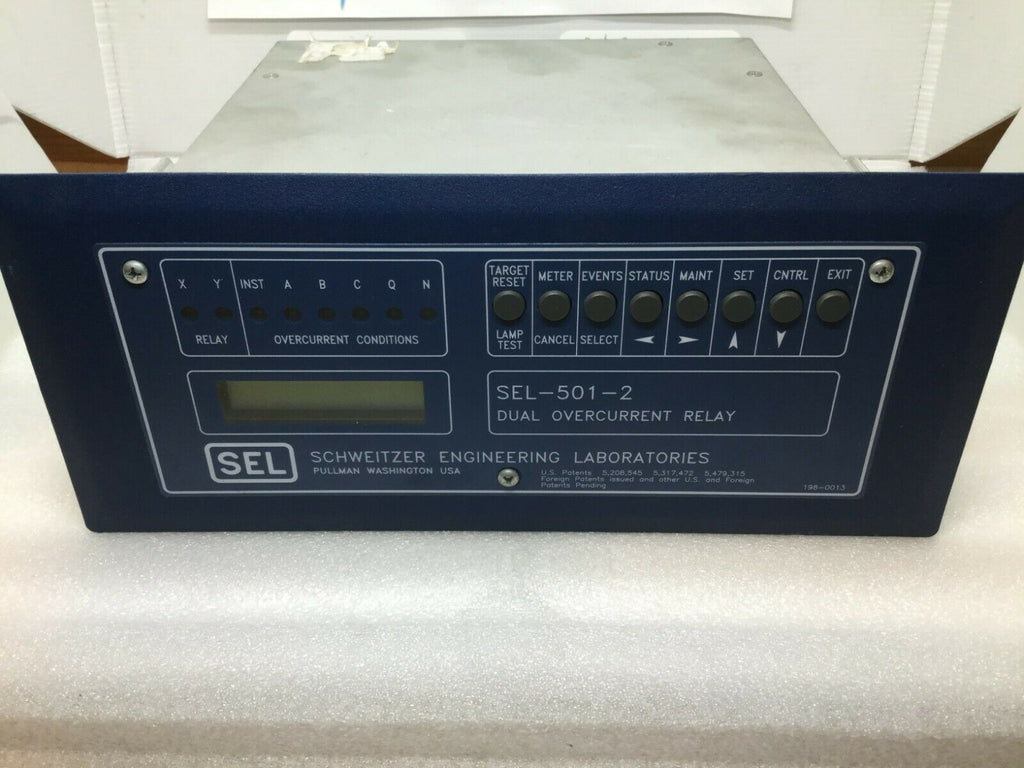 X Y INST A B C Q N
RELAY OVERCURRENT CONDITIONS
TARGET RESET METER EVENTS STATUS MAINT SET CNTRL EXIT
LAMP TEST CANCEL SELECT
SEL-501-2
DUAL OVERCURRENT RELAY
SEL
SCHWEITZER ENGINEERING LABORATORIES
PULLMAN WASHINGTON USA
U.S. Patents 5,208,545 5,317,472 5,479,315
Foreign Patents issued and other U.S. and Foreign
Patents Pending
198-0013